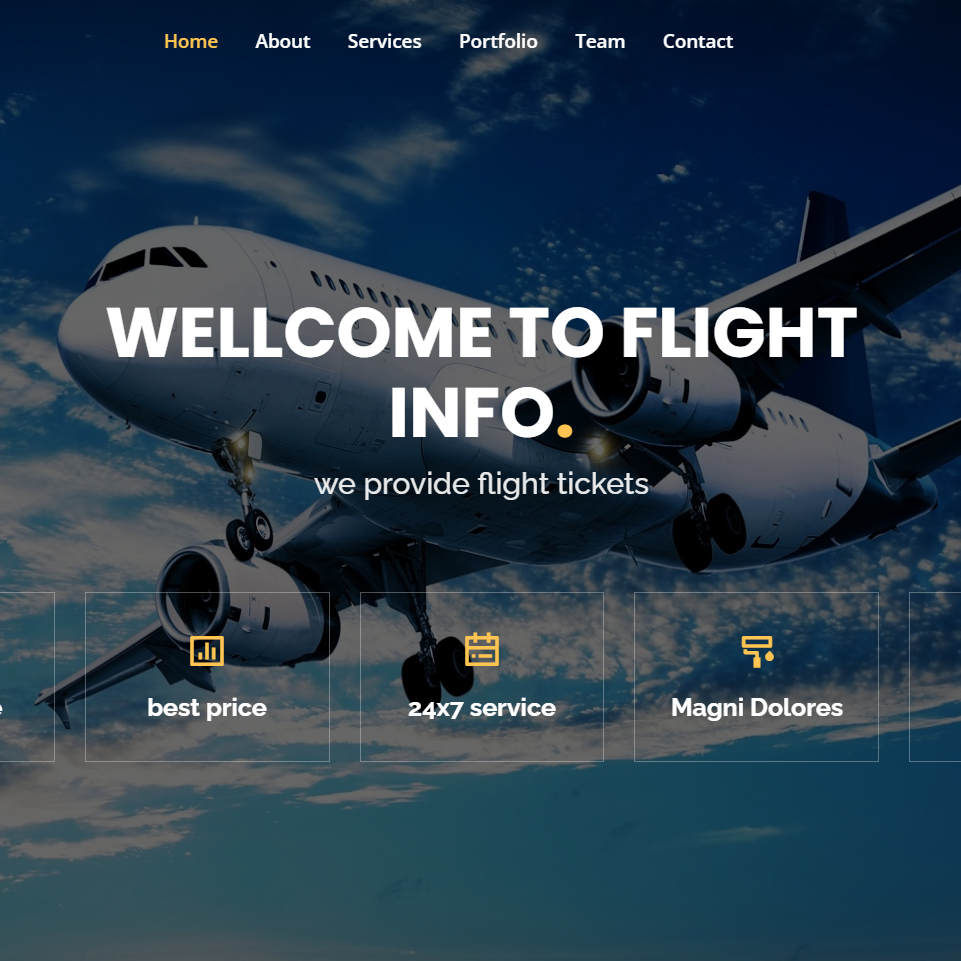 Home About Services Portfolio Team Contact
WELLCOME TO FLIGHT
INFO.
we provide flight tickets
best price 24x7 service Magni Dolores